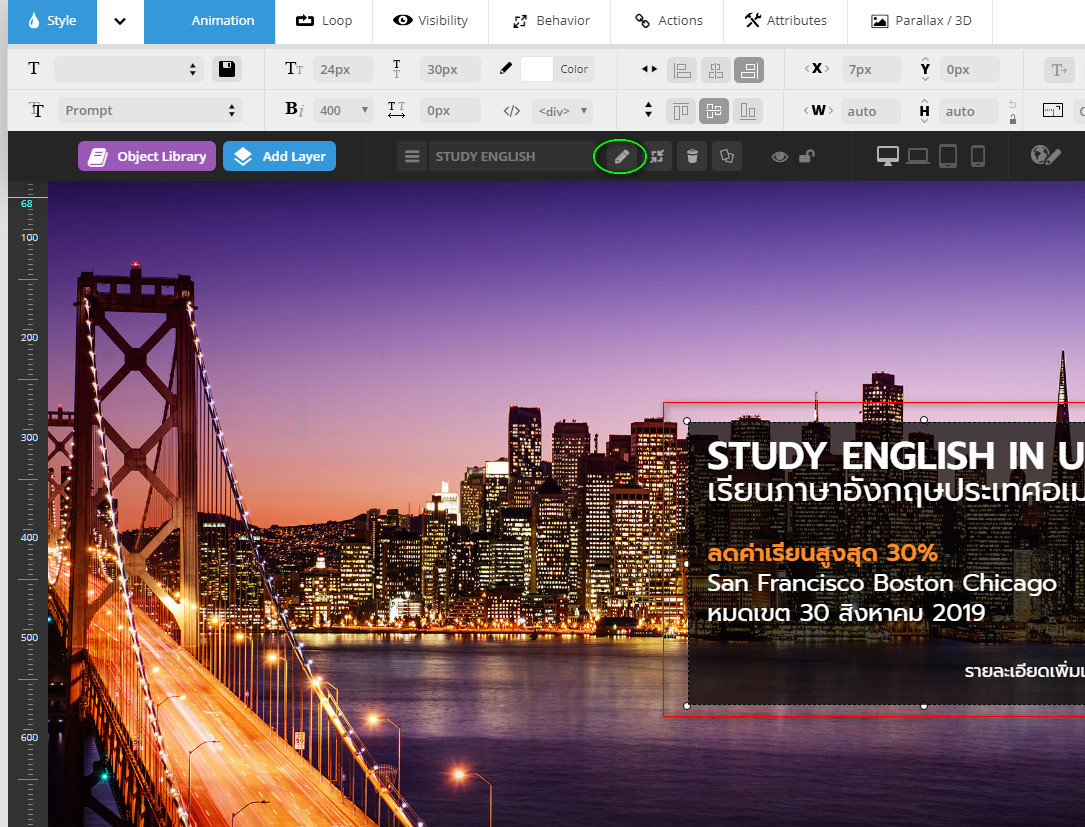 Style Animation Loop Visibility Behavior Actions Attributes Parallax / 3D
24px 30px Color X 7px Y 0px
Prompt 400 0px <div> W auto H auto
Object Library Add Layer STUDY ENGLISH
68
100
200
300
400
500
600
STUDY ENGLISH IN U
เรียนภาษาอังกฤษประเทศอเม
ลดค่าเรียนสูงสุด 30%
San Francisco Boston Chicago
หมดเขต 30 สิงหาคม 2019
รายละเอียดเพิ่มเ